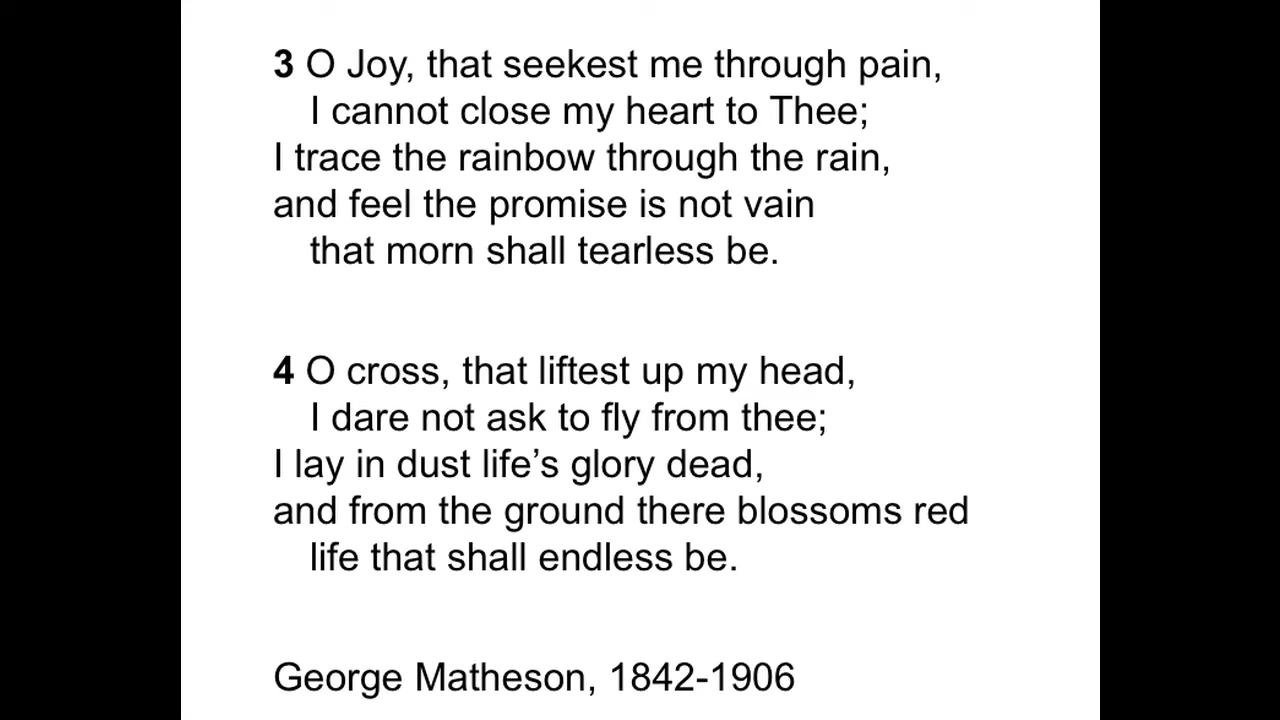 3 O Joy, that seekest me through pain,
I cannot close my heart to Thee;
I trace the rainbow through the rain,
and feel the promise is not vain
that morn shall tearless be.
4 O cross, that liftest up my head,
I dare not ask to fly from thee;
I lay in dust life’s glory dead,
and from the ground there blossoms red
life that shall endless be.
George Matheson, 1842-1906